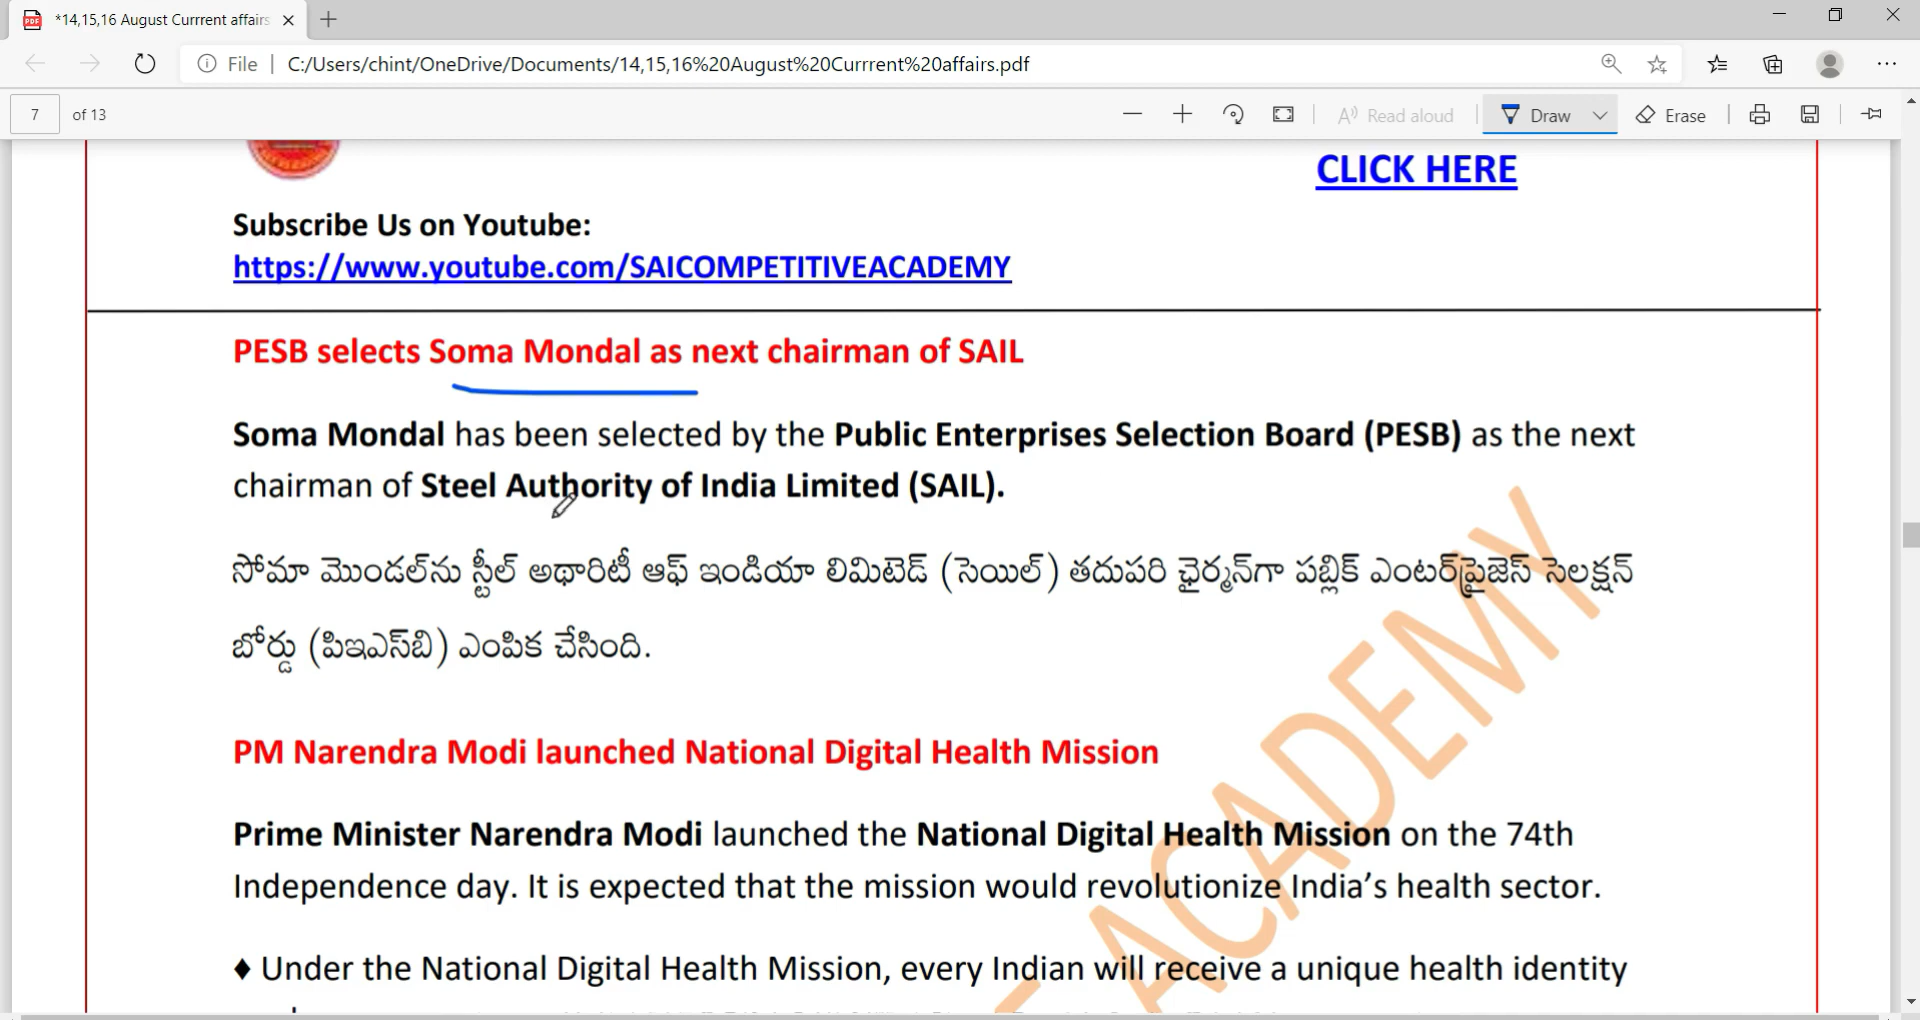 *14,15,16 August Currrent affairs
File | C:/Users/chint/OneDrive/Documents/14,15,16%20August%20Currrent%20affairs.pdf
7 of 13
Read aloud
Draw
Erase
CLICK HERE
Subscribe Us on Youtube:
https://www.youtube.com/SAICOMPETITIVEACADEMY
PESB selects Soma Mondal as next chairman of SAIL
Soma Mondal has been selected by the Public Enterprises Selection Board (PESB) as the next
chairman of Steel Authority of India Limited (SAIL).
సోమా మొండల్‌ను స్టీల్ అథారిటీ ఆఫ్ ఇండియా లిమిటెడ్ (సెయిల్) తదుపరి ఛైర్మన్‌గా పబ్లిక్ ఎంటర్‌ప్రైజెస్ సెలక్షన్
బోర్డు (పిఇఎస్‌బి) ఎంపిక చేసింది.
PM Narendra Modi launched National Digital Health Mission
Prime Minister Narendra Modi launched the National Digital Health Mission on the 74th
Independence day. It is expected that the mission would revolutionize India's health sector.
♦ Under the National Digital Health Mission, every Indian will receive a unique health identity
ACADEMY